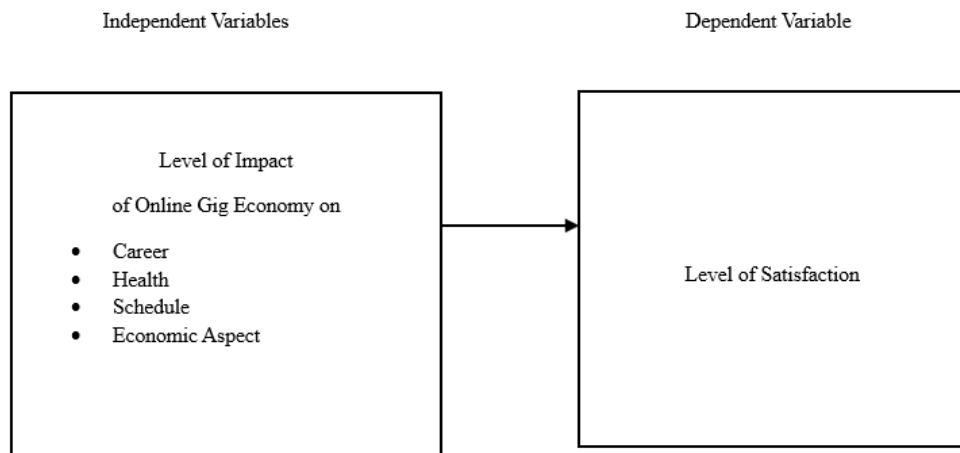 Independent Variables
Dependent Variable
Level of Impact
of Online Gig Economy on
• Career
• Health
• Schedule
• Economic Aspect
Level of Satisfaction